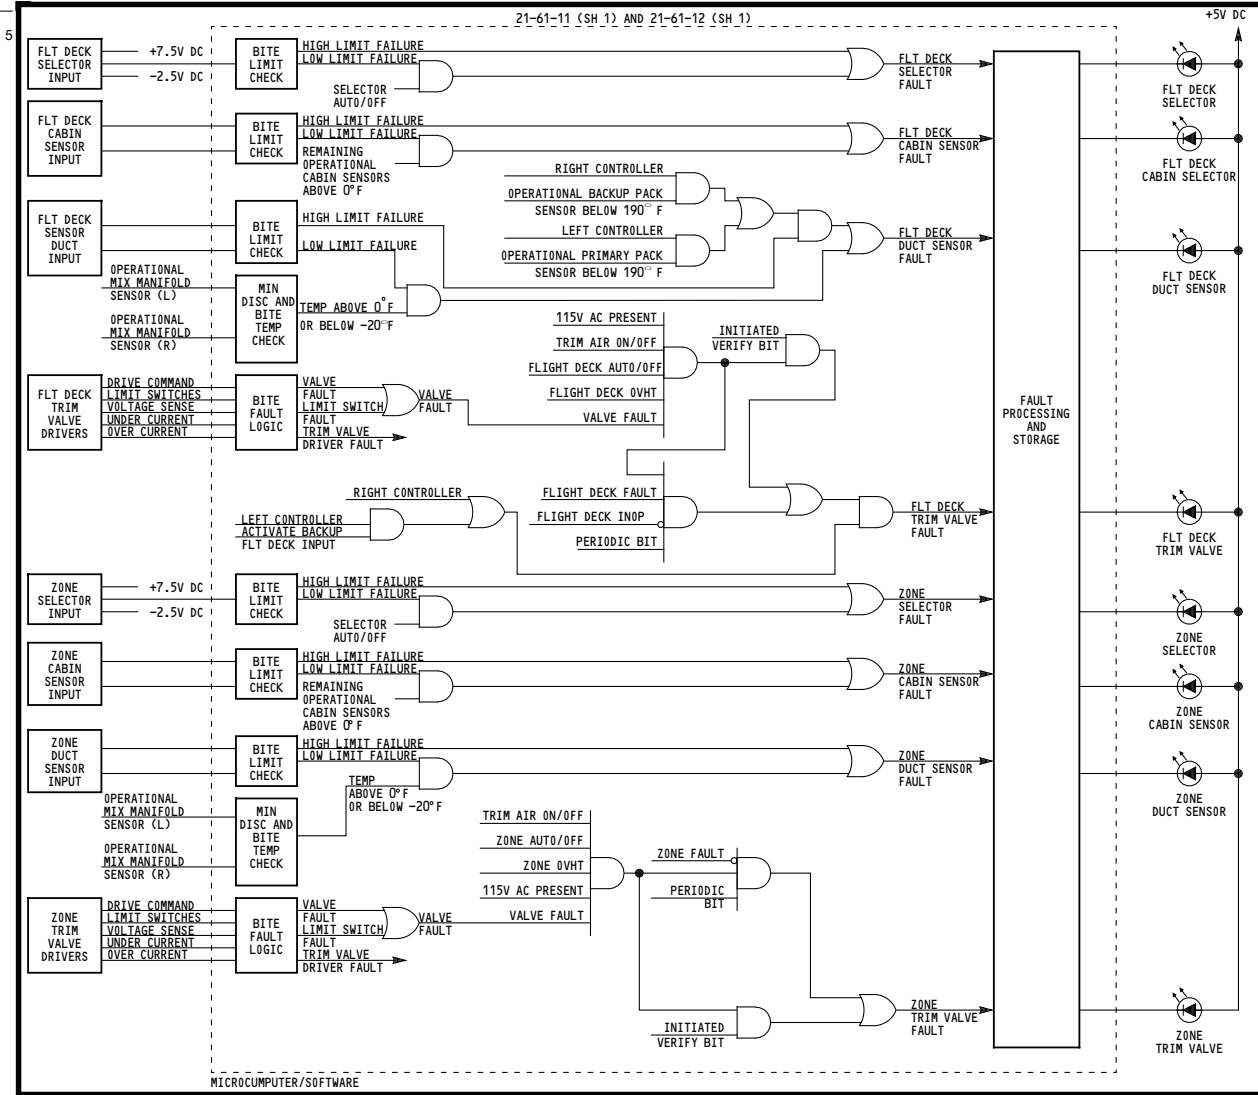 21-61-11 (SH 1) AND 21-61-12 (SH 1)
+5V DC
5
FLT DECK
SELECTOR
INPUT
+7.5V DC
-2.5V DC
BITE
LIMIT
CHECK
HIGH LIMIT FAILURE
LOW LIMIT FAILURE
SELECTOR
AUTO/OFF
FLT DECK
SELECTOR
FAULT
FLT DECK
SELECTOR
FLT DECK
CABIN
SENSOR
INPUT
BITE
LIMIT
CHECK
HIGH LIMIT FAILURE
LOW LIMIT FAILURE
REMAINING
OPERATIONAL
CABIN SENSORS
ABOVE 0°F
FLT DECK
CABIN SENSOR
FAULT
FLT DECK
CABIN SELECTOR
RIGHT CONTROLLER
OPERATIONAL BACKUP PACK
SENSOR BELOW 190° F
LEFT CONTROLLER
OPERATIONAL PRIMARY PACK
SENSOR BELOW 190° F
FLT DECK
SENSOR
DUCT
INPUT
BITE
LIMIT
CHECK
HIGH LIMIT FAILURE
LOW LIMIT FAILURE
FLT DECK
DUCT SENSOR
FAULT
FLT DECK
DUCT SENSOR
OPERATIONAL
MIX MANIFOLD
SENSOR (L)
OPERATIONAL
MIX MANIFOLD
SENSOR (R)
MIN
DISC AND
BITE
TEMP
CHECK
TEMP ABOVE 0°F
OR BELOW -20°F
115V AC PRESENT
TRIM AIR ON/OFF
FLIGHT DECK AUTO/OFF
FLIGHT DECK OVHT
VALVE FAULT
INITIATED
VERIFY BIT
FLT DECK
TRIM
VALVE
DRIVERS
DRIVE COMMAND
LIMIT SWITCHES
VOLTAGE SENSE
UNDER CURRENT
OVER CURRENT
BITE
FAULT
LOGIC
VALVE
FAULT
LIMIT SWITCH
FAULT
TRIM VALVE
DRIVER FAULT
VALVE
FAULT
FAULT
PROCESSING
AND
STORAGE
RIGHT CONTROLLER
LEFT CONTROLLER
ACTIVATE BACKUP
FLT DECK INPUT
FLIGHT DECK FAULT
FLIGHT DECK INOP
PERIODIC BIT
FLT DECK
TRIM VALVE
FAULT
FLT DECK
TRIM VALVE
ZONE
SELECTOR
INPUT
+7.5V DC
-2.5V DC
BITE
LIMIT
CHECK
HIGH LIMIT FAILURE
LOW LIMIT FAILURE
SELECTOR
AUTO/OFF
ZONE
SELECTOR
FAULT
ZONE
SELECTOR
ZONE
CABIN
SENSOR
INPUT
BITE
LIMIT
CHECK
HIGH LIMIT FAILURE
LOW LIMIT FAILURE
REMAINING
OPERATIONAL
CABIN SENSORS
ABOVE 0°F
ZONE
CABIN SENSOR
FAULT
ZONE
CABIN SENSOR
ZONE
DUCT
SENSOR
INPUT
BITE
LIMIT
CHECK
HIGH LIMIT FAILURE
LOW LIMIT FAILURE
TEMP
ABOVE 0°F
OR BELOW -20°F
ZONE
DUCT SENSOR
FAULT
ZONE
DUCT SENSOR
OPERATIONAL
MIX MANIFOLD
SENSOR (L)
OPERATIONAL
MIX MANIFOLD
SENSOR (R)
MIN
DISC AND
BITE
TEMP
CHECK
TRIM AIR ON/OFF
ZONE AUTO/OFF
ZONE OVHT
115V AC PRESENT
VALVE FAULT
ZONE FAULT
PERIODIC
BIT
ZONE
TRIM
VALVE
DRIVERS
DRIVE COMMAND
LIMIT SWITCHES
VOLTAGE SENSE
UNDER CURRENT
OVER CURRENT
BITE
FAULT
LOGIC
VALVE
FAULT
LIMIT SWITCH
FAULT
TRIM VALVE
DRIVER FAULT
VALVE
FAULT
INITIATED
VERIFY BIT
ZONE
TRIM VALVE
FAULT
ZONE
TRIM VALVE
MICROCUMPUTER/SOFTWARE